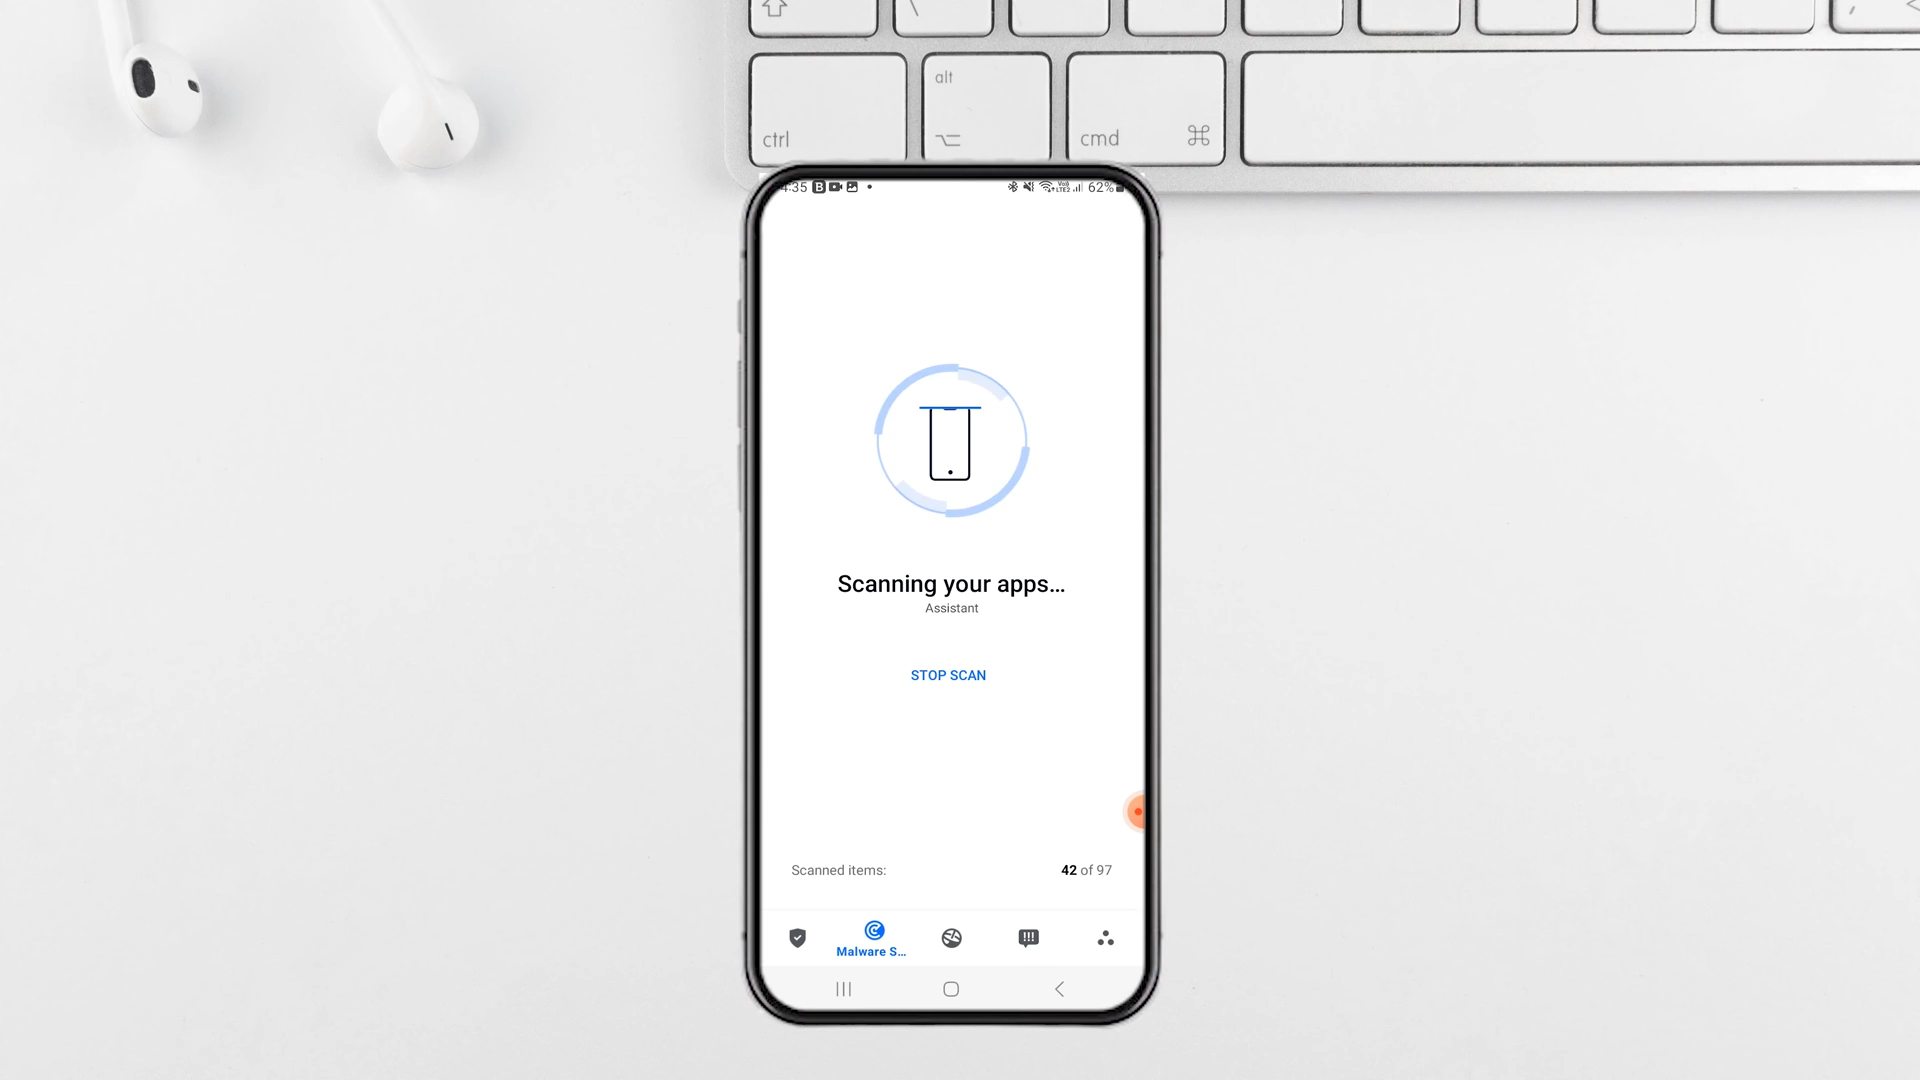 alt
ctrl
cmd ⌘
4:35 62%
Scanning your apps...
Assistant
STOP SCAN
Scanned items: 42 of 97
Malware S...